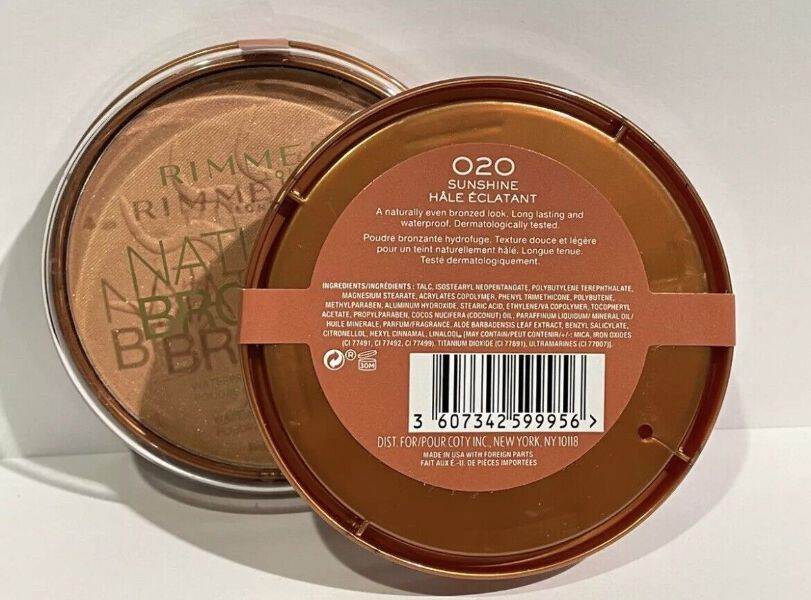 RIMME
RIMME
LON
NAT
BRO
020
SUNSHINE
HÂLE ÉCLATANT
A naturally even bronzed look. Long lasting and
waterproof. Dermatologically tested.
Poudre bronzante hydrofuge. Texture douce et légère
pour un teint naturellement hâlé. Longue tenue.
Testé dermatologiquement.
INGREDIENTS/INGRÉDIENTS: TALC, ISOSTEARYL NEOPENTANOATE, POLYBUTYLENE TEREPHTHALATE,
MAGNESIUM STEARATE, ACRYLATES COPOLYMER, PHENYL TRIMETHICONE, POLYBUTENE,
METHYLPARABEN, ALUMINUM HYDROXIDE, STEARIC ACID, ETHYLENE/VA COPOLYMER, TOCOPHERYL
ACETATE, PROPYLPARABEN, COCOS NUCIFERA (COCONUT) OIL, PARAFFINUM LIQUIDUM/ MINERAL OIL/
HUILE MINERALE, PARFUM/FRAGRANCE, ALOE BARBADENSIS LEAF EXTRACT, BENZYL SALICYLATE,
CITRONELLOL, HEXYL CINNAMAL, LINALOOL, [MAY CONTAIN/PEUT CONTENIR/+/-: MICA, IRON OXIDES
(CI 77491, CI 77492, CI 77499), TITANIUM DIOXIDE (CI 77891), ULTRAMARINES (CI 77007)].
® 30M
3 607342 599956 >
DIST. FOR/POUR COTY INC., NEW YORK, NY 10118
MADE IN USA WITH FOREIGN PARTS
FAIT AUX É.-U. DE PIÈCES IMPORTÉES